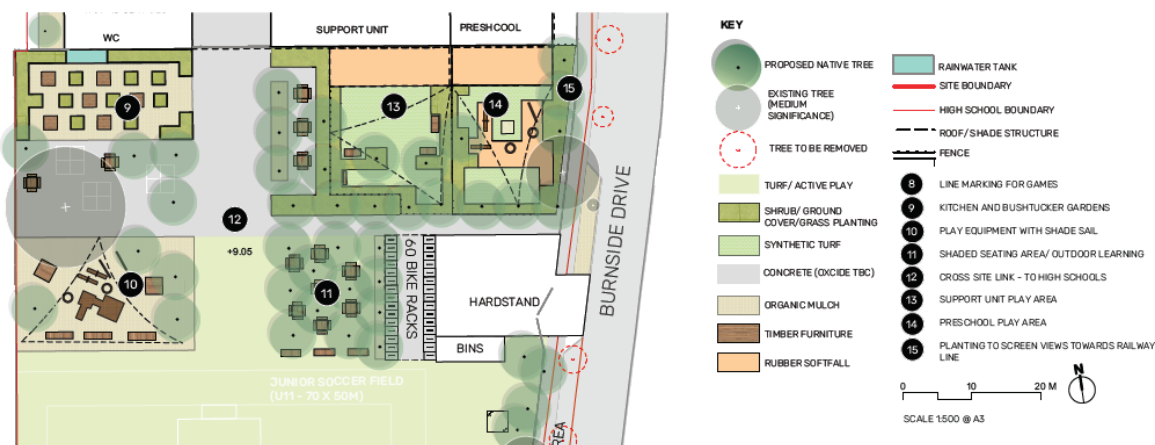 WC
SUPPORT UNIT
PRESHCOOL
9
13
14
15
12
+9.05
10
11
60 BIKE RACKS
HARDSTAND
BINS
BURNSIDE DRIVE
JUNIOR SOCCER FIELD
(U11 - 70 X 50M)
KEY
PROPOSED NATIVE TREE
EXISTING TREE
(MEDIUM
SIGNIFICANCE)
TREE TO BE REMOVED
TURF/ ACTIVE PLAY
SHRUB/ GROUND
COVER/GRASS PLANTING
SYNTHETIC TURF
CONCRETE (OXCIDE TBC)
ORGANIC MULCH
TIMBER FURNITURE
RUBBER SOFTFALL
RAINWATER TANK
SITE BOUNDARY
HIGH SCHOOL BOUNDARY
ROOF/ SHADE STRUCTURE
FENCE
8 LINE MARKING FOR GAMES
9 KITCHEN AND BUSHTUCKER GARDENS
10 PLAY EQUIPMENT WITH SHADE SAIL
11 SHADED SEATING AREA/ OUTDOOR LEARNING
12 CROSS SITE LINK - TO HIGH SCHOOLS
13 SUPPORT UNIT PLAY AREA
14 PRESCHOOL PLAY AREA
15 PLANTING TO SCREEN VIEWS TOWARDS RAILWAY
LINE
N
0 10 20 M
SCALE 1:500 @ A3